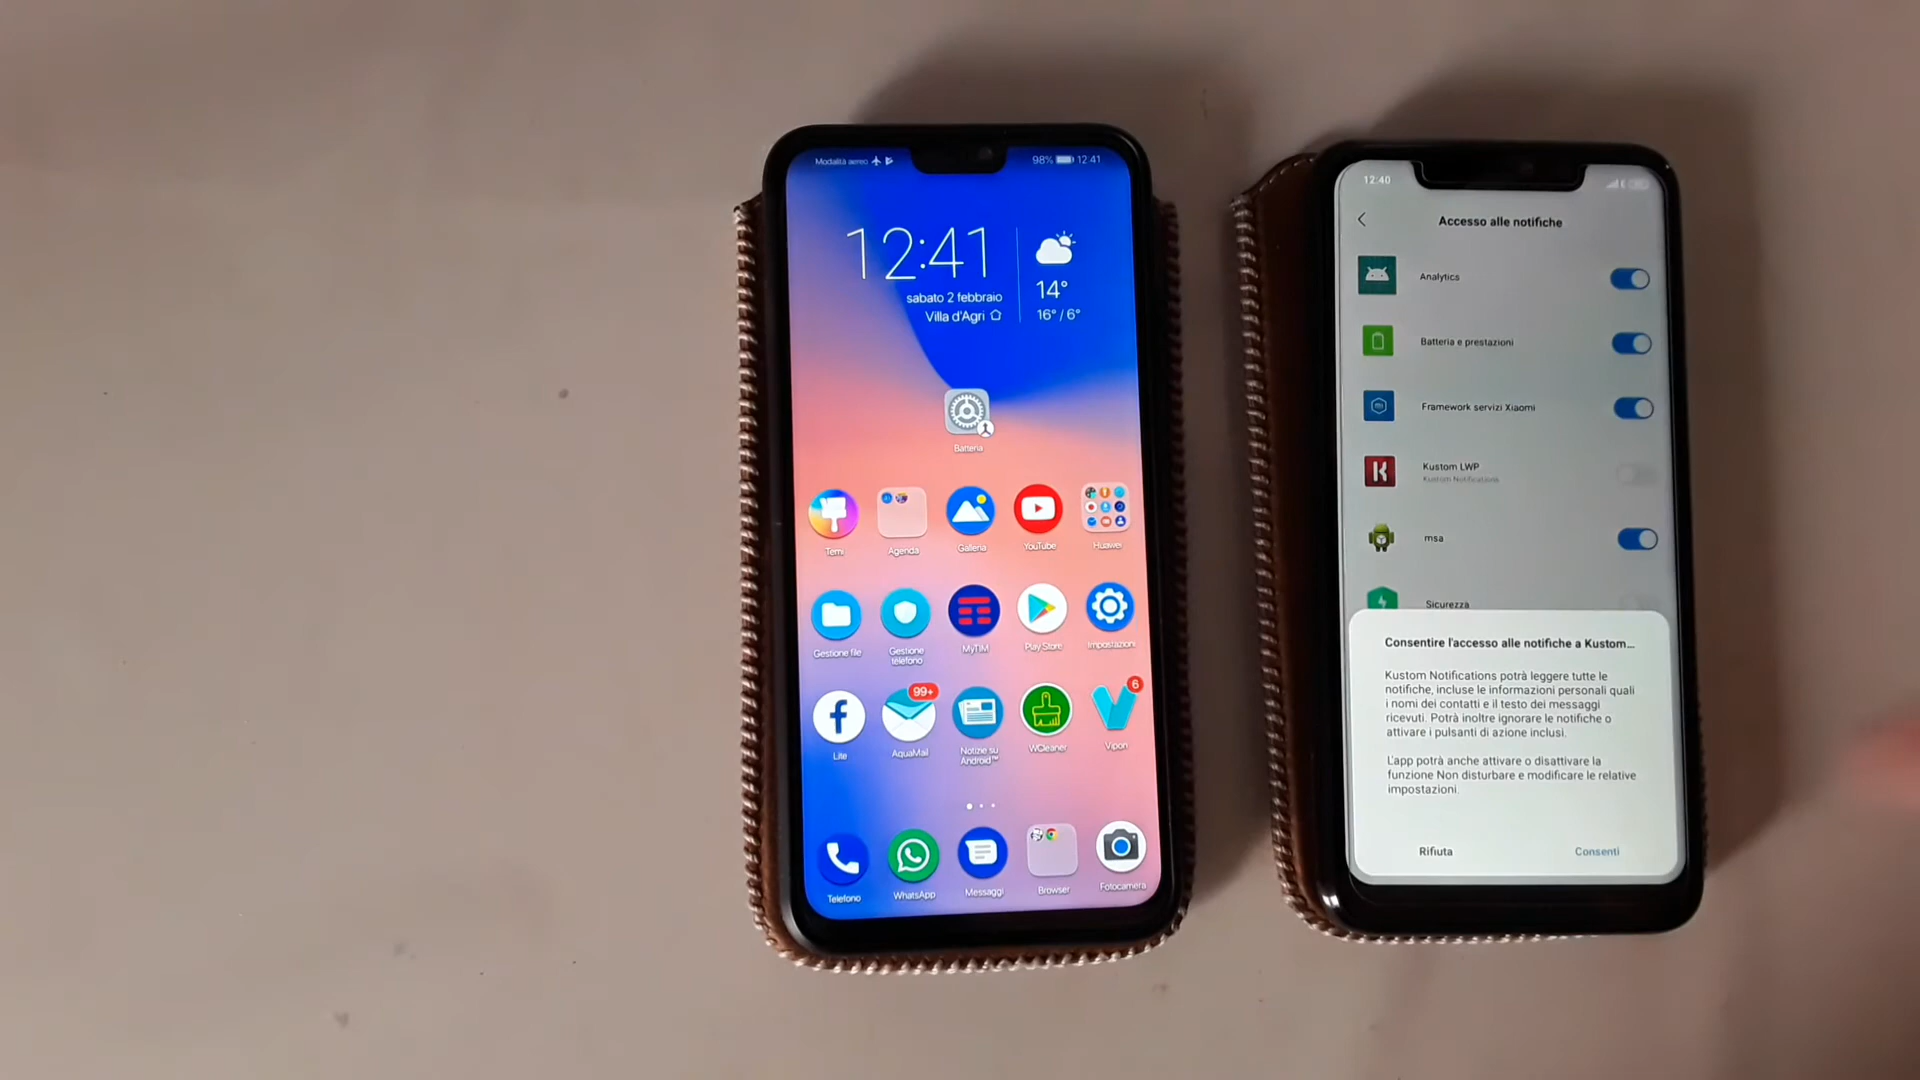 Modalità aereo
98% 12:41
12:41
sabato 2 febbraio
Villa d'Agri
14°
16° / 6°
Batteria
Temi
Agenda
Galleria
YouTube
Huawei
Gestione file
Gestione
telefono
MyTIM
Play Store
Impostazioni
99+
6
Lite
AquaMail
Notizie su
Android™
WCleaner
Vipon
Telefono
WhatsApp
Messaggi
Browser
Fotocamera
12:40
Accesso alle notifiche
Analytics
Batteria e prestazioni
Framework servizi Xiaomi
Kustom LWP
Kustom Notifications
msa
Sicurezza
Consentire l'accesso alle notifiche a Kustom...
Kustom Notifications potrà leggere tutte le
notifiche, incluse le informazioni personali quali
i nomi dei contatti e il testo dei messaggi
ricevuti. Potrà inoltre ignorare le notifiche o
attivare i pulsanti di azione inclusi.
L'app potrà anche attivare o disattivare la
funzione Non disturbare e modificare le relative
impostazioni.
Rifiuta
Consenti